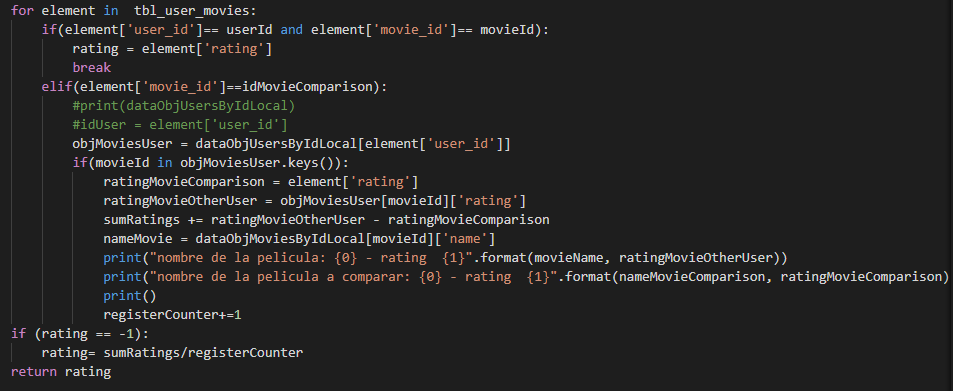 for element in  tbl_user_movies:
    if(element['user_id']== userId and element['movie_id']== movieId):
        rating = element['rating']
        break
    elif(element['movie_id']==idMovieComparison):
        #print(dataObjUsersByIdLocal)
        #idUser = element['user_id']
        objMoviesUser = dataObjUsersByIdLocal[element['user_id']]
        if(movieId in objMoviesUser.keys()):
            ratingMovieComparison = element['rating']
            ratingMovieOtherUser = objMoviesUser[movieId]['rating']
            sumRatings += ratingMovieOtherUser - ratingMovieComparison
            nameMovie = dataObjMoviesByIdLocal[movieId]['name']
            print("nombre de la pelicula: {0} - rating  {1}".format(movieName, ratingMovieOtherUser))
            print("nombre de la pelicula a comparar: {0} - rating  {1}".format(nameMovieComparison, ratingMovieComparison)
            print()
            registerCounter+=1
if (rating == -1):
    rating= sumRatings/registerCounter
return rating